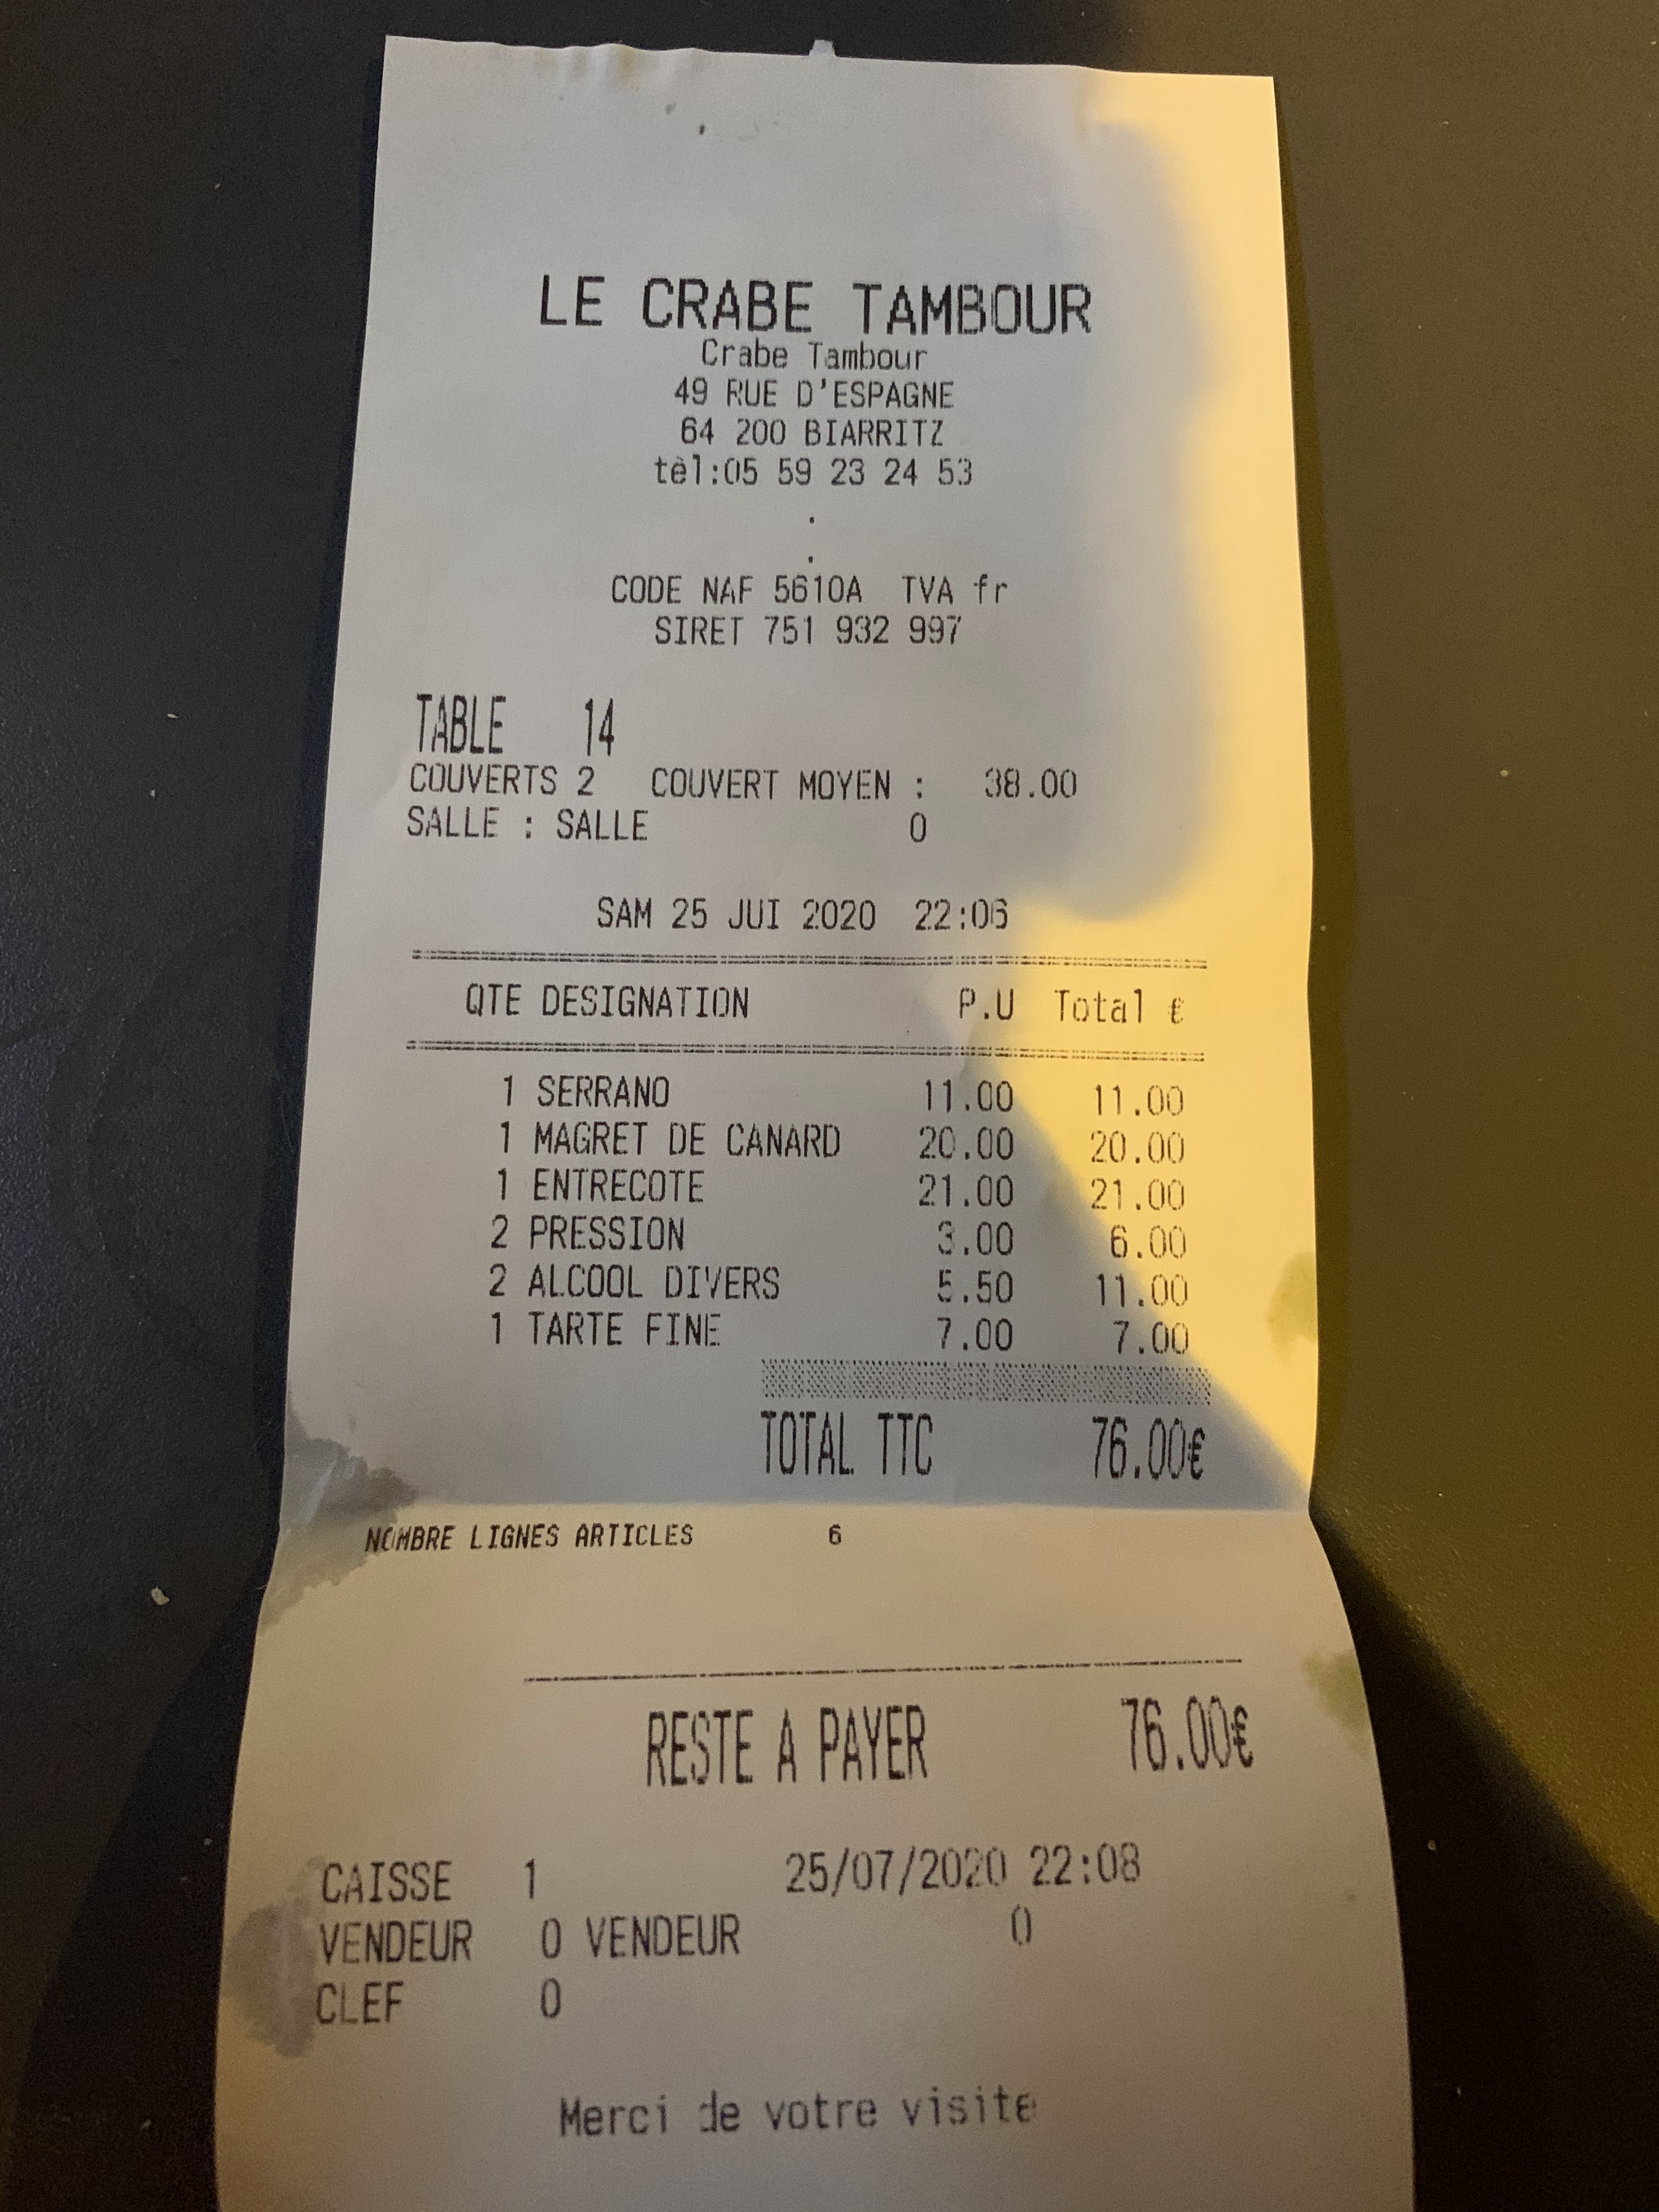 LE CRABE TAMBOUR
Crabe Tambour
49 RUE D'ESPAGNE
64 200 BIARRITZ
tèl:05 59 23 24 53
.
.
CODE NAF 5610A TVA fr
SIRET 751 932 997
TABLE 14
COUVERTS 2 COUVERT MOYEN : 38.00
SALLE : SALLE 0
SAM 25 JUI 2020 22:06
QTE DESIGNATION P.U Total €
1 SERRANO 11.00 11.00
1 MAGRET DE CANARD 20.00 20.00
1 ENTRECOTE 21.00 21.00
2 PRESSION 3.00 6.00
2 ALCOOL DIVERS 5.50 11.00
1 TARTE FINE 7.00 7.00
TOTAL TTC 76.00€
NOMBRE LIGNES ARTICLES 6
RESTE A PAYER 76.00€
CAISSE 1 25/07/2020 22:08
VENDEUR 0 VENDEUR 0
CLEF 0
Merci de votre visite